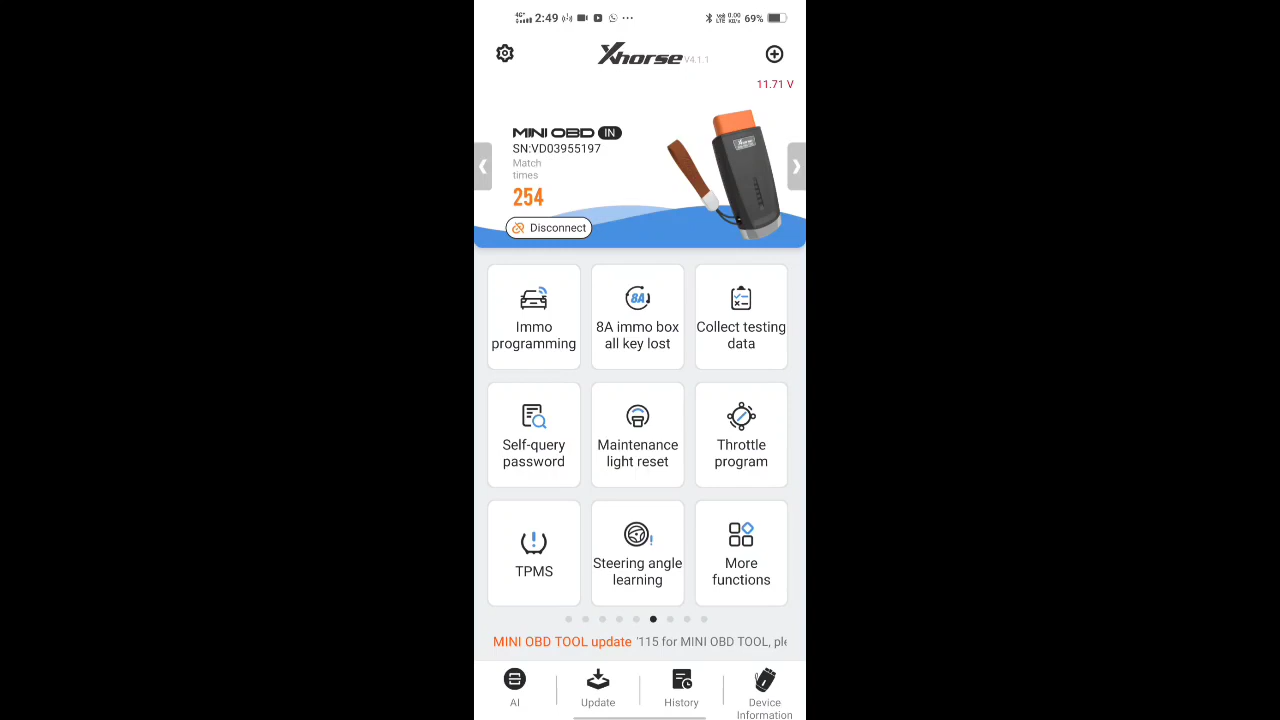 4G+ 2:49 69%
Xhorse V4.1.1
11.71 V
MINI OBD IN
SN:VD03955197
Match
times
254
Disconnect
Immo
programming
8A
8A immo box
all key lost
Collect testing
data
Self-query
password
Maintenance
light reset
Throttle
program
TPMS
Steering angle
learning
More
functions
MINI OBD TOOL update '115 for MINI OBD TOOL, ple
AI
Update
History
Device
Information